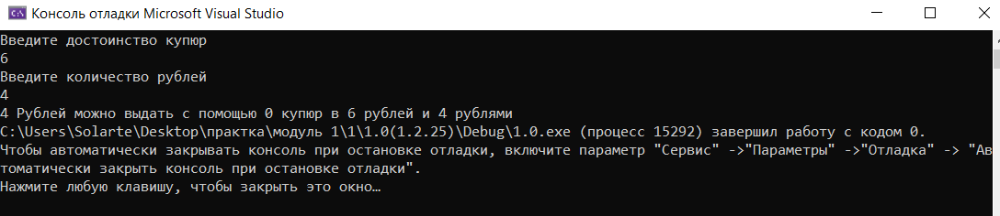 Консоль отладки Microsoft Visual Studio
Введите достоинство купюр
6
Введите количество рублей
4
4 Рублей можно выдать с помощью 0 купюр в 6 рублей и 4 рублями
C:\Users\Solarte\Desktop\практка\модуль 1\1\1.0(1.2.25)\Debug\1.0.exe (процесс 15292) завершил работу с кодом 0.
Чтобы автоматически закрывать консоль при остановке отладки, включите параметр "Сервис" ->"Параметры" ->"Отладка" -> "Ав
томатически закрыть консоль при остановке отладки".
Нажмите любую клавишу, чтобы закрыть это окно…